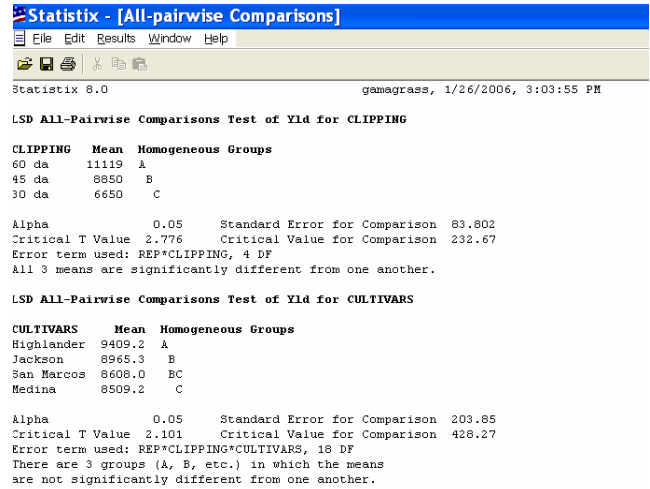 Statistix - [All-pairwise Comparisons]
File Edit Results Window Help
Statistix 8.0 gamagrass, 1/26/2006, 3:03:55 PM
LSD All-Pairwise Comparisons Test of Yld for CLIPPING
CLIPPING Mean Homogeneous Groups
60 da 11119 A
45 da 8850 B
30 da 6650 C
Alpha 0.05 Standard Error for Comparison 83.802
Critical T Value 2.776 Critical Value for Comparison 232.67
Error term used: REP*CLIPPING, 4 DF
All 3 means are significantly different from one another.
LSD All-Pairwise Comparisons Test of Yld for CULTIVARS
CULTIVARS Mean Homogeneous Groups
Highlander 9409.2 A
Jackson 8965.3 B
San Marcos 8608.0 BC
Medina 8509.2 C
Alpha 0.05 Standard Error for Comparison 203.85
Critical T Value 2.101 Critical Value for Comparison 428.27
Error term used: REP*CLIPPING*CULTIVARS, 18 DF
There are 3 groups (A, B, etc.) in which the means
are not significantly different from one another.